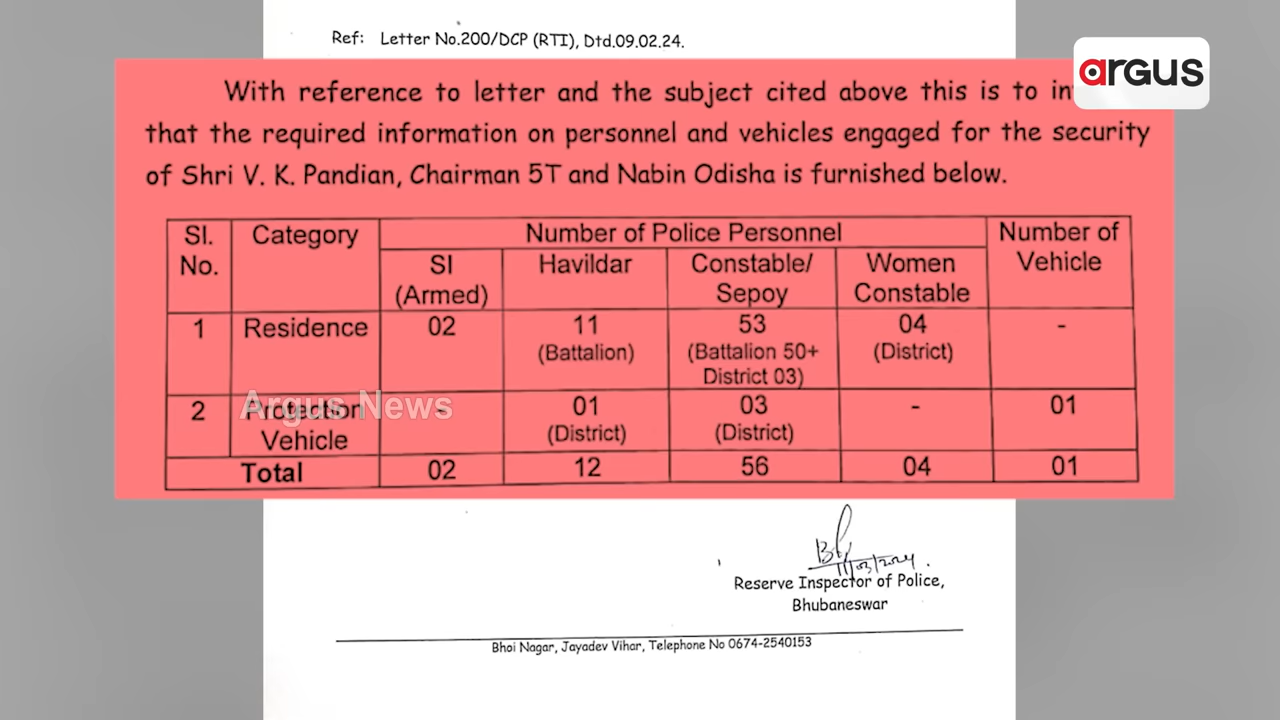 Ref: Letter No.200/DCP (RTI), Dtd.09.02.24.
argus
With reference to letter and the subject cited above this is to
that the required information on personnel and vehicles engaged for the security
of Shri V. K. Pandian, Chairman 5T and Nabin Odisha is furnished below.
Sl. No. Category Number of Police Personnel Number of Vehicle
SI (Armed) Havildar Constable/ Sepoy Women Constable
1 Residence 02 11 (Battalion) 53 (Battalion 50+ District 03) 04 (District) -
2 Protection Vehicle - 01 (District) 03 (District) - 01
Argus News
Total 02 12 56 04 01
11/03/2024.
Reserve Inspector of Police,
Bhubaneswar
Bhoi Nagar, Jayadev Vihar, Telephone No 0674-2540153